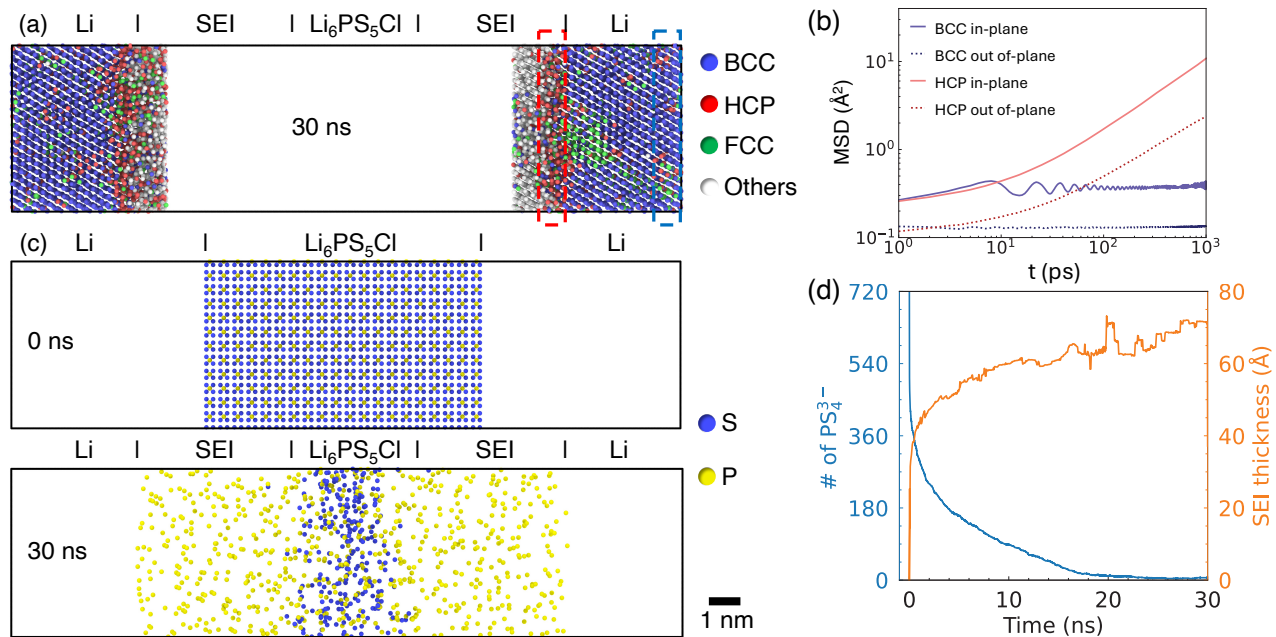 (a) Li I SEI I Li₆PS₅Cl I SEI I Li
30 ns
BCC
HCP
FCC
Others
(b)
BCC in-plane
BCC out of-plane
HCP in-plane
HCP out of-plane
MSD (Å²)
10¹
10⁰
10⁻¹
10⁰ 10¹ 10² 10³
t (ps)
(c) Li I Li₆PS₅Cl I Li
0 ns
Li I SEI I Li₆PS₅Cl I SEI I Li
30 ns
S
P
1 nm
(d)
# of PS₄³⁻
720
540
360
180
0
SEI thickness (Å)
80
60
40
20
0
0 10 20 30
Time (ns)